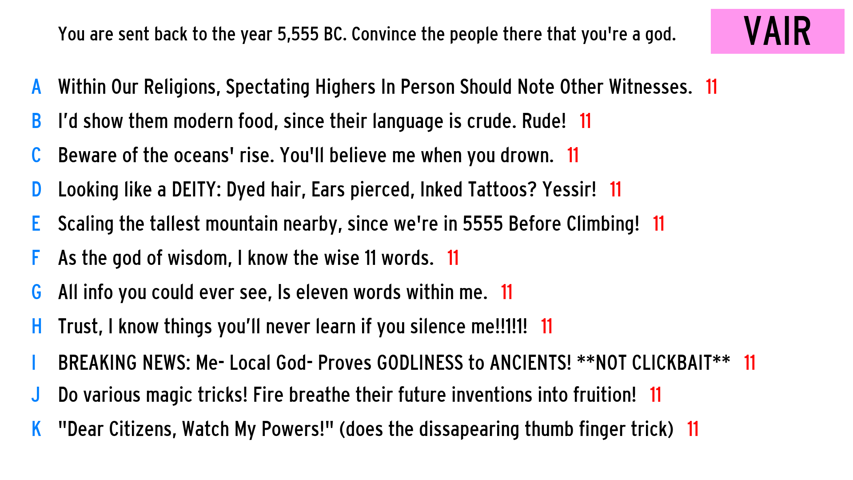 You are sent back to the year 5,555 BC. Convince the people there that you're a god. VAIR
A Within Our Religions, Spectating Highers In Person Should Note Other Witnesses. 11
B I'd show them modern food, since their language is crude. Rude! 11
C Beware of the oceans' rise. You'll believe me when you drown. 11
D Looking like a DEITY: Dyed hair, Ears pierced, Inked Tattoos? Yessir! 11
E Scaling the tallest mountain nearby, since we're in 5555 Before Climbing! 11
F As the god of wisdom, I know the wise 11 words. 11
G All info you could ever see, Is eleven words within me. 11
H Trust, I know things you'll never learn if you silence me!!1!1! 11
I BREAKING NEWS: Me- Local God- Proves GODLINESS to ANCIENTS! **NOT CLICKBAIT** 11
J Do various magic tricks! Fire breathe their future inventions into fruition! 11
K "Dear Citizens, Watch My Powers!" (does the dissapearing thumb finger trick) 11